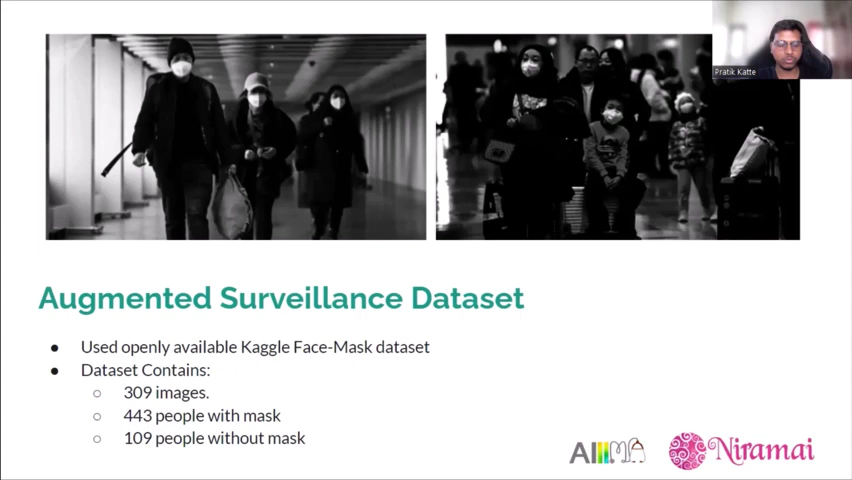 Pratik Katte
Augmented Surveillance Dataset
● Used openly available Kaggle Face-Mask dataset
● Dataset Contains:
○ 309 images.
○ 443 people with mask
○ 109 people without mask
Niramai